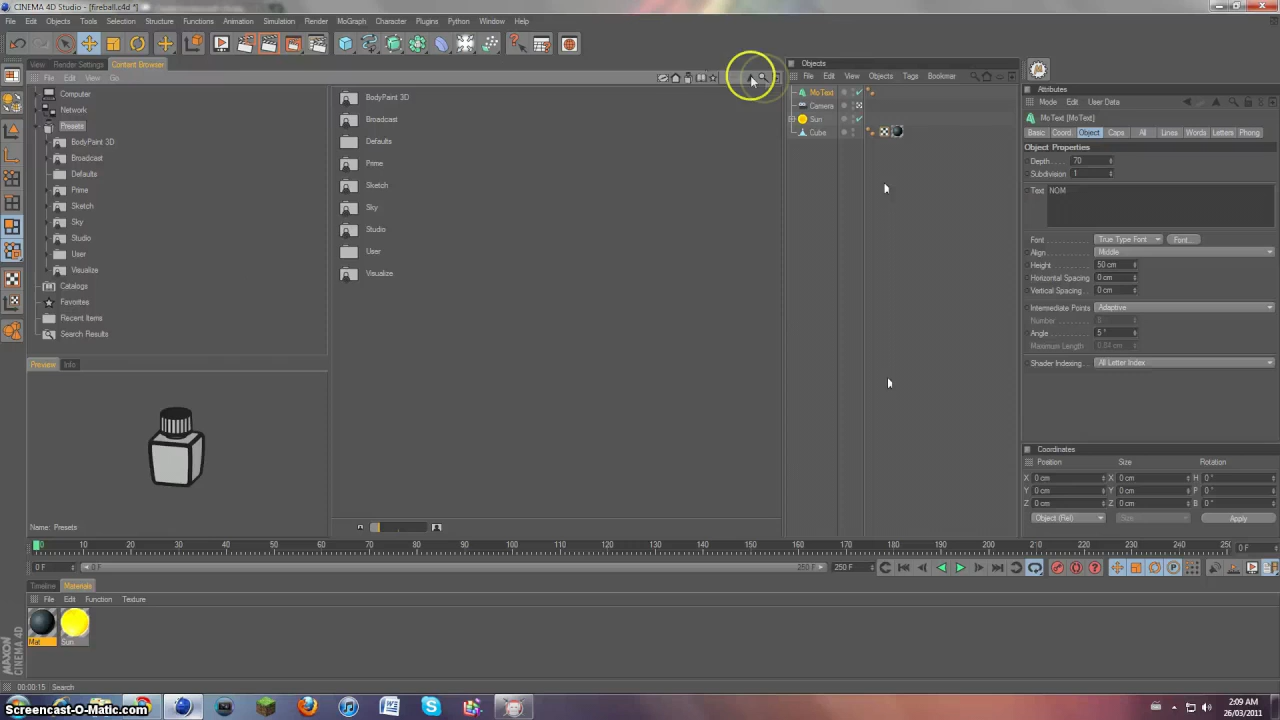 CINEMA 4D Studio - [fireball.c4d *]
File Edit Objects Tools Selection Structure Functions Animation Simulation Render MoGraph Character Plugins Python Window Help
View Render Settings Content Browser
File Edit View Go
Computer
Network
Presets
BodyPaint 3D
Broadcast
Defaults
Prime
Sketch
Sky
Studio
User
Visualize
Catalogs
Favorites
Recent Items
Search Results
BodyPaint 3D
Broadcast
Defaults
Prime
Sketch
Sky
Studio
User
Visualize
Preview Info
Name: Presets
Objects
File Edit View Objects Tags Bookmark
MoText
Camera
Sun
Cube
Attributes
Mode Edit User Data
MoText [MoText]
Basic Coord. Object Caps All Lines Words Letters Phong
Object Properties
Depth 70
Subdivision 1
Text NOM
Font True Type Font Font...
Align Middle
Height 50 cm
Horizontal Spacing 0 cm
Vertical Spacing 0 cm
Intermediate Points Adaptive
Number 8
Angle 5 °
Maximum Length 0.84 cm
Shader Indexing All Letter Index
Coordinates
Position Size Rotation
X 0 cm X 0 cm H 0 °
Y 0 cm Y 0 cm P 0 °
Z 0 cm Z 0 cm B 0 °
Object (Rel) Size Apply
0 10 20 30 40 50 60 70 80 90 100 110 120 130 140 150 160 170 180 190 200 210 220 230 240 250 0 F
0 F 0 F 250 F 250 F
Timeline Materials
File Edit Function Texture
Mat Sun
MAXON CINEMA 4D
00:00:15 Search
Screencast-O-Matic.com
2:09 AM
26/03/2011